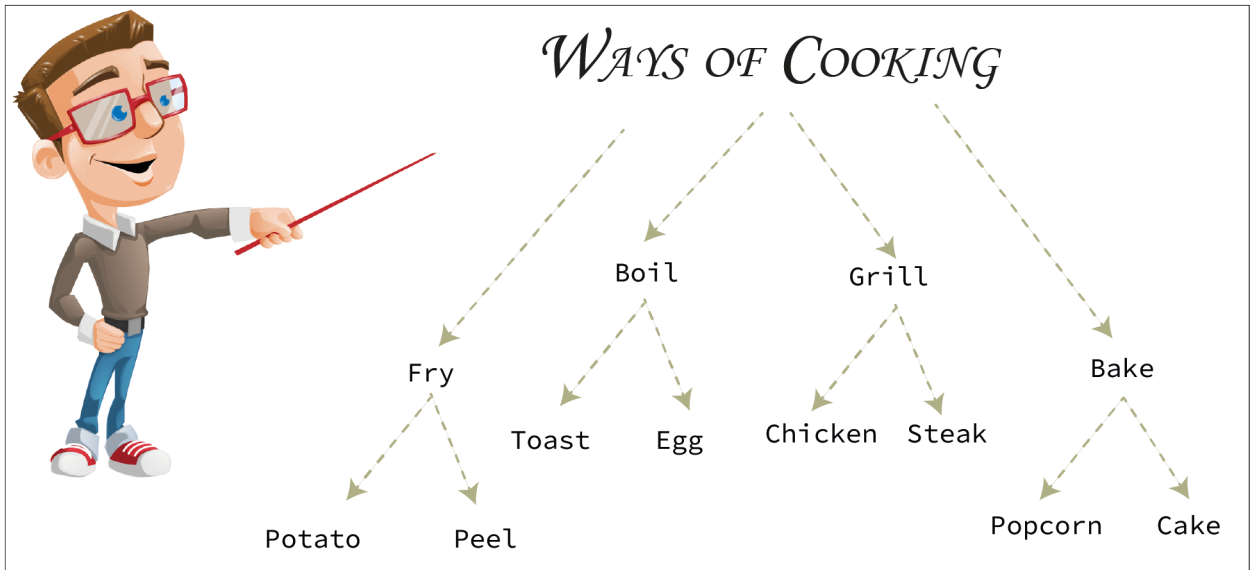 WAYS OF COOKING
Boil
Grill
Fry
Bake
Toast
Egg
Chicken
Steak
Potato
Peel
Popcorn
Cake